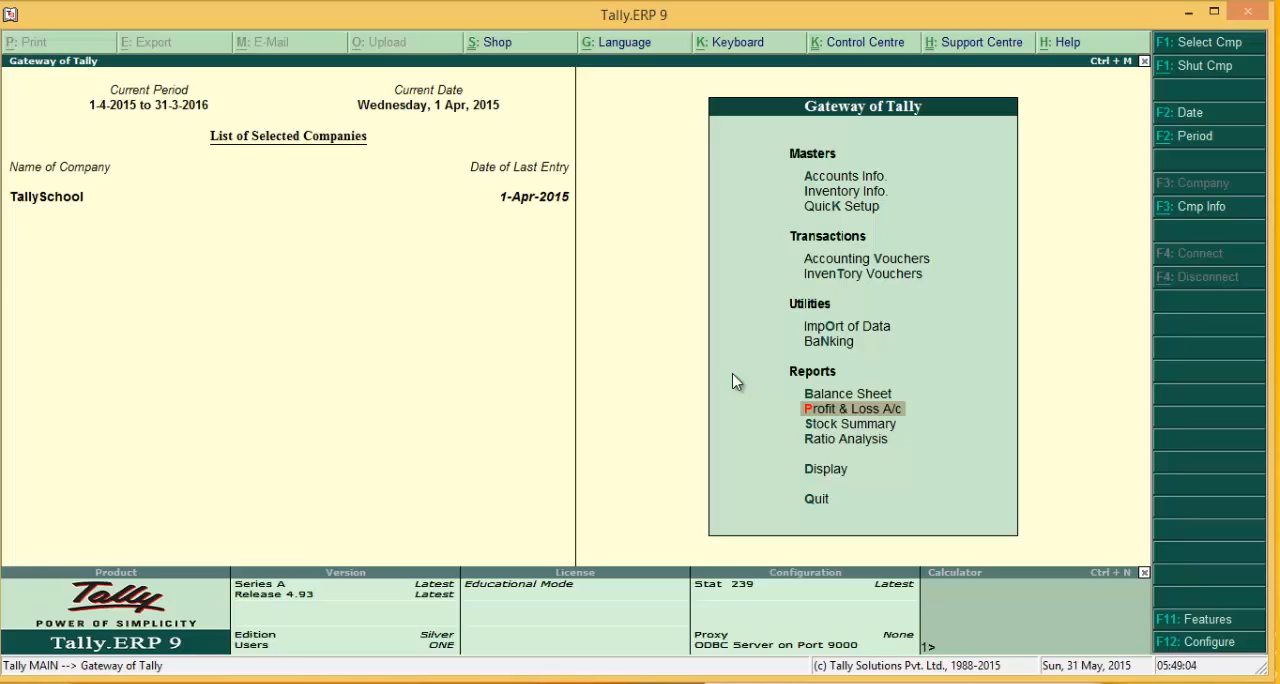 Tally.ERP 9
P: Print E: Export M: E-Mail O: Upload S: Shop G: Language K: Keyboard K: Control Centre H: Support Centre H: Help
Gateway of Tally Ctrl + M
Current Period Current Date
1-4-2015 to 31-3-2016 Wednesday, 1 Apr, 2015
List of Selected Companies
Name of Company Date of Last Entry
TallySchool 1-Apr-2015
Gateway of Tally
Masters
Accounts Info.
Inventory Info.
QuicK Setup
Transactions
Accounting Vouchers
InvenTory Vouchers
Utilities
ImpOrt of Data
BaNking
Reports
Balance Sheet
Profit & Loss A/c
Stock Summary
Ratio Analysis
Display
Quit
F1: Select Cmp
F1: Shut Cmp
F2: Date
F2: Period
F3: Company
F3: Cmp Info
F4: Connect
F4: Disconnect
F11: Features
F12: Configure
Product
Tally
POWER OF SIMPLICITY
Tally.ERP 9
Version
Series A Latest
Release 4.93 Latest
Edition Silver
Users ONE
License
Educational Mode
Configuration
Stat 239 Latest
Proxy None
ODBC Server on Port 9000
Calculator Ctrl + N
1>
Tally MAIN --> Gateway of Tally (c) Tally Solutions Pvt. Ltd., 1988-2015 Sun, 31 May, 2015 05:49:04